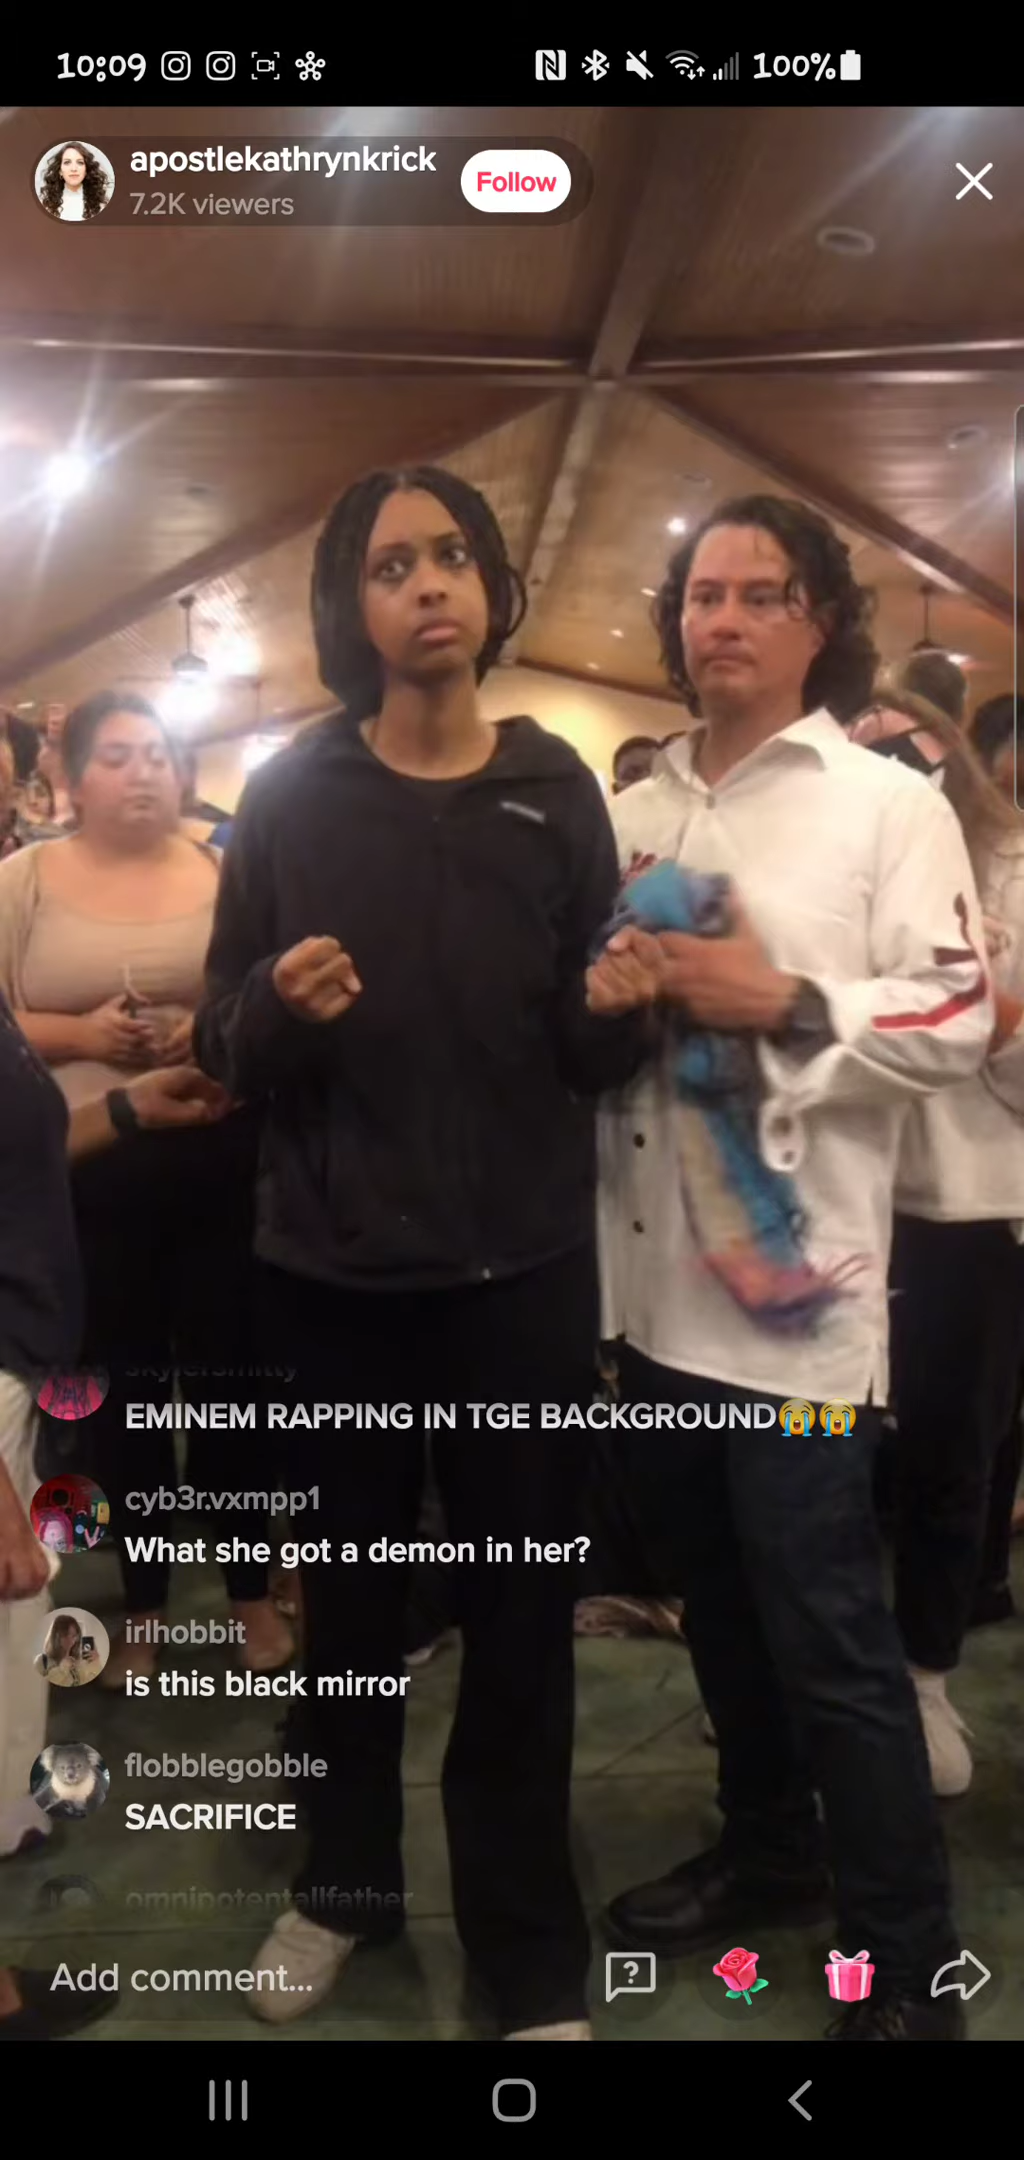 10:09
100%
apostlekathrynkrick
7.2K viewers
Follow
skylersmitty
EMINEM RAPPING IN TGE BACKGROUND😭😭
cyb3r.vxmpp1
What she got a demon in her?
irlhobbit
is this black mirror
flobblegobble
SACRIFICE
omnipotentallfather
Add comment...